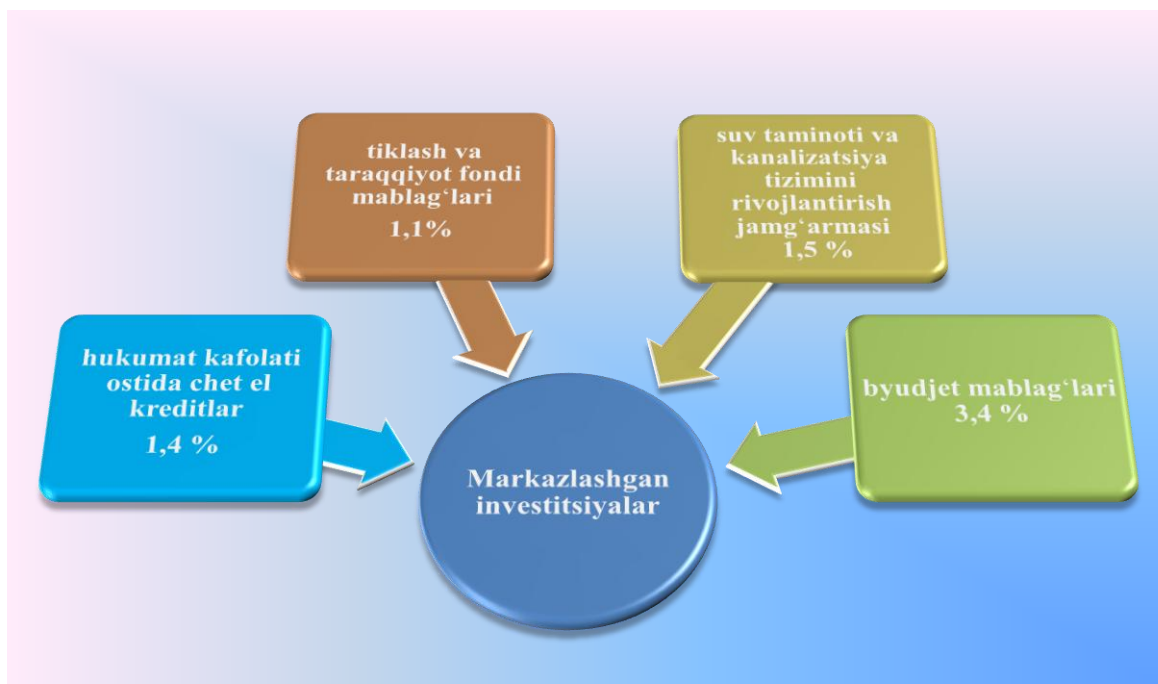 tiklash va
taraqqiyot fondi
mablag‘lari
1,1%
suv taminoti va
kanalizatsiya
tizimini
rivojlantirish
jamg‘armasi
1,5 %
hukumat kafolati
ostida chet el
kreditlar
1,4 %
byudjet mablag‘lari
3,4 %
Markazlashgan
investitsiyalar